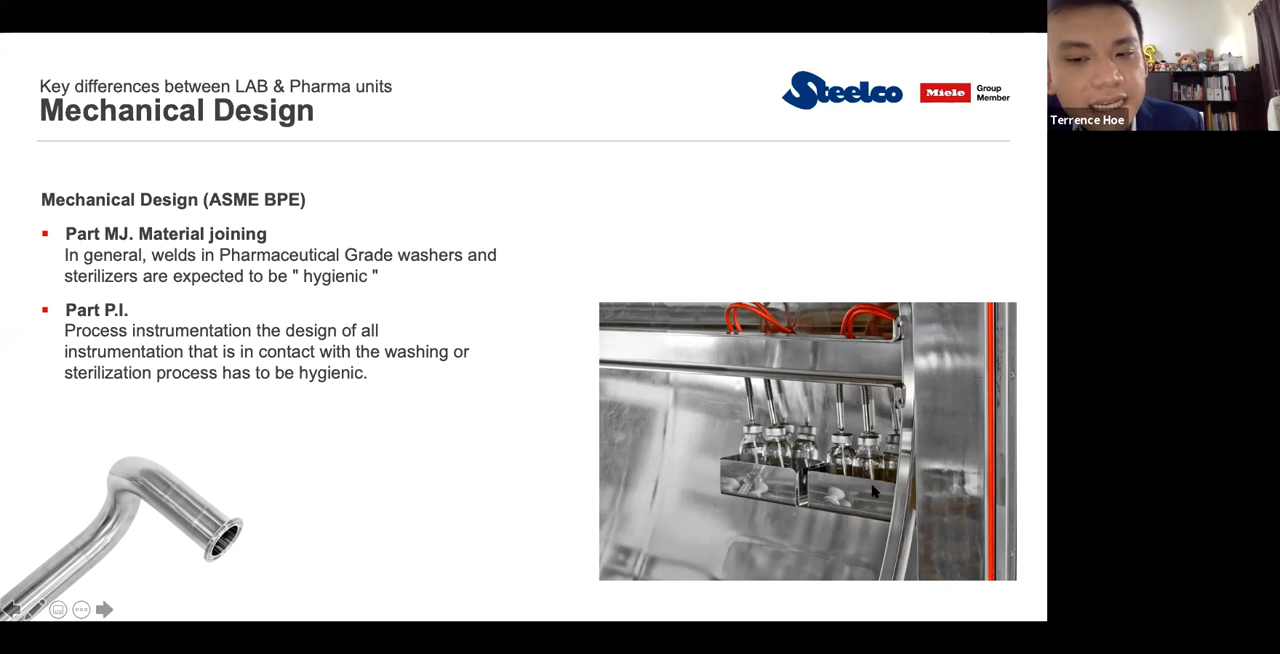 Key differences between LAB & Pharma units
Mechanical Design
Steelco
Miele
Group
Member
Terrence Hoe
Mechanical Design (ASME BPE)
Part MJ. Material joining
In general, welds in Pharmaceutical Grade washers and
sterilizers are expected to be " hygienic "
Part P.I.
Process instrumentation the design of all
instrumentation that is in contact with the washing or
sterilization process has to be hygienic.